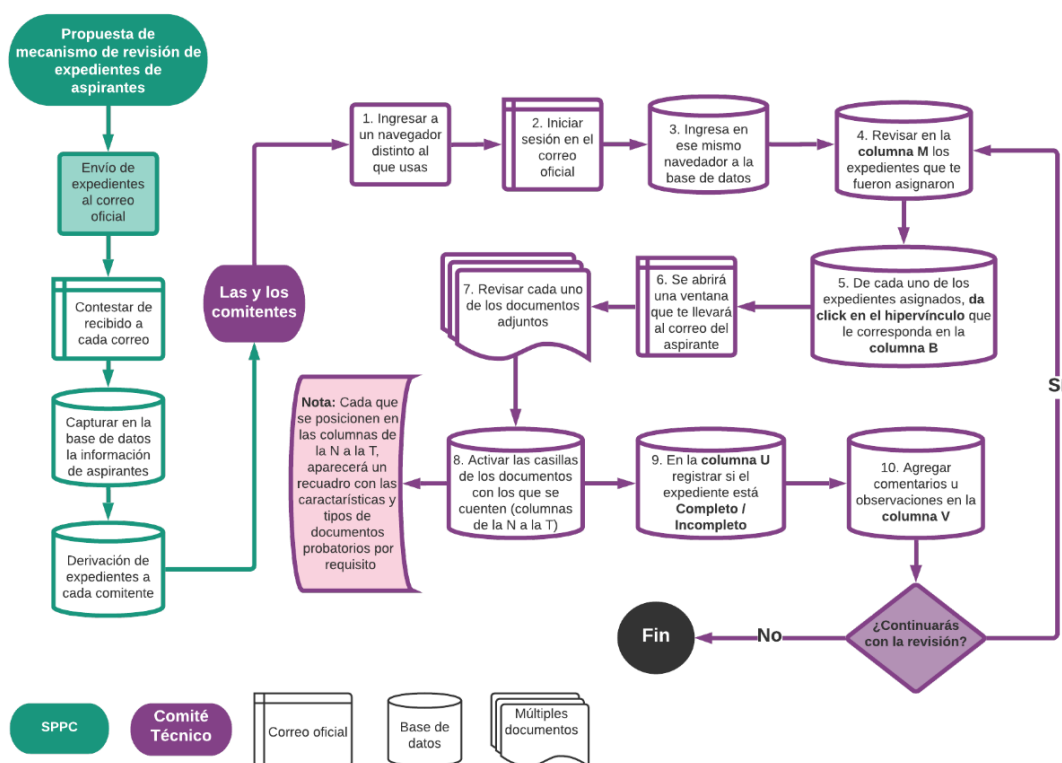 Propuesta de
mecanismo de revisión de
expedientes de
aspirantes
Envío de
expedientes
al correo
oficial
Contestar de
recibido a
cada correo
Capturar en la
base de datos
la información
de aspirantes
Derivación de
expedientes a
cada comitente
Las y los
comitentes
1. Ingresar a
un navegador
distinto al
que usas
2. Iniciar
sesión en el
correo
oficial
3. Ingresa en
ese mismo
navedador a la
base de datos
4. Revisar en la
columna M los
expedientes que te
fueron asignaron
5. De cada uno de los
expedientes asignados, da
click en el hipervínculo que
le corresponda en la
columna B
6. Se abrirá
una ventana
que te llevará
al correo del
aspirante
7. Revisar cada uno
de los documentos
adjuntos
8. Activar las casillas
de los documentos
con los que se
cuenten (columnas
de la N a la T)
Nota: Cada que
se posicionen en
las columnas de
la N a la T,
aparecerá un
recuadro con las
caractarísticas y
tipos de
documentos
probatorios por
requisito
9. En la columna U
registrar si el
expediente está
Completo /
Incompleto
10. Agregar
comentarios u
observaciones en la
columna V
¿Continuarás
con la revisión?
No
Fin
SPPC
Comité
Técnico
Correo oficial
Base de
datos
Múltiples
documentos